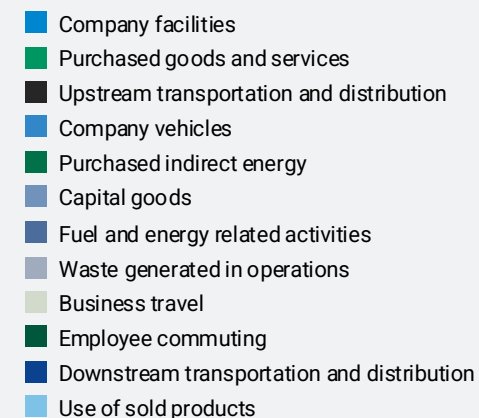 Company facilities
Purchased goods and services
Upstream transportation and distribution
Company vehicles
Purchased indirect energy
Capital goods
Fuel and energy related activities
Waste generated in operations
Business travel
Employee commuting
Downstream transportation and distribution
Use of sold products